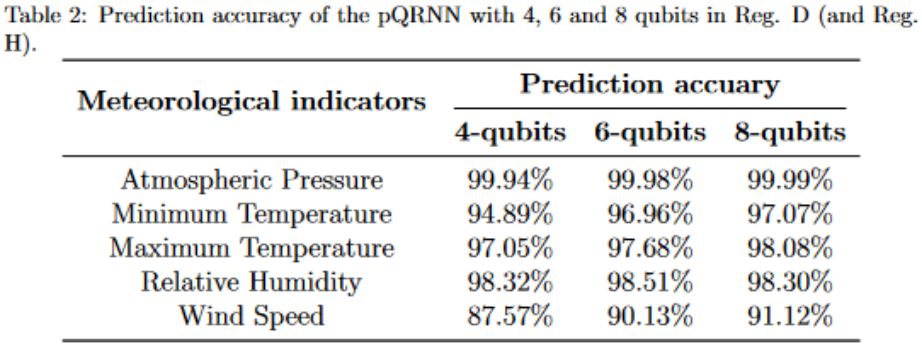 Table 2: Prediction accuracy of the pQRNN with 4, 6 and 8 qubits in Reg. D (and Reg.
H).
Meteorological indicators Prediction accuary
4-qubits 6-qubits 8-qubits
Atmospheric Pressure 99.94% 99.98% 99.99%
Minimum Temperature 94.89% 96.96% 97.07%
Maximum Temperature 97.05% 97.68% 98.08%
Relative Humidity 98.32% 98.51% 98.30%
Wind Speed 87.57% 90.13% 91.12%